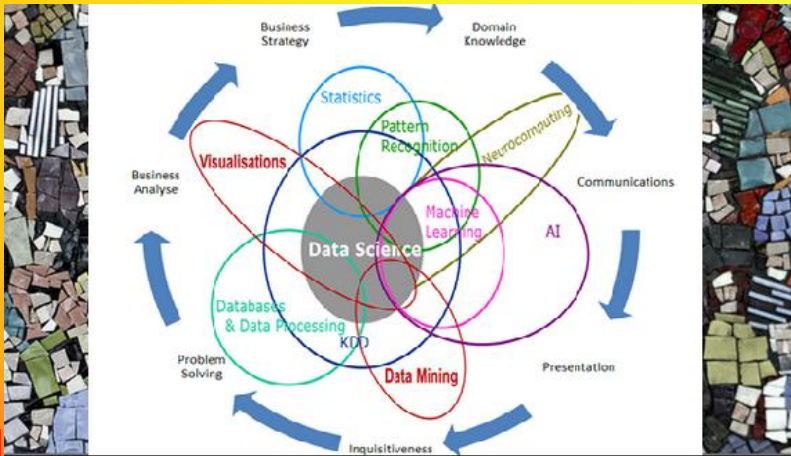 Business
Strategy
Domain
Knowledge
Statistics
Pattern
Recognition
Neurocomputing
Visualisations
Business
Analyse
Communications
Machine
Learning
AI
Data Science
Databases
& Data Processing
KDD
Problem
Solving
Data Mining
Presentation
Inquisitiveness